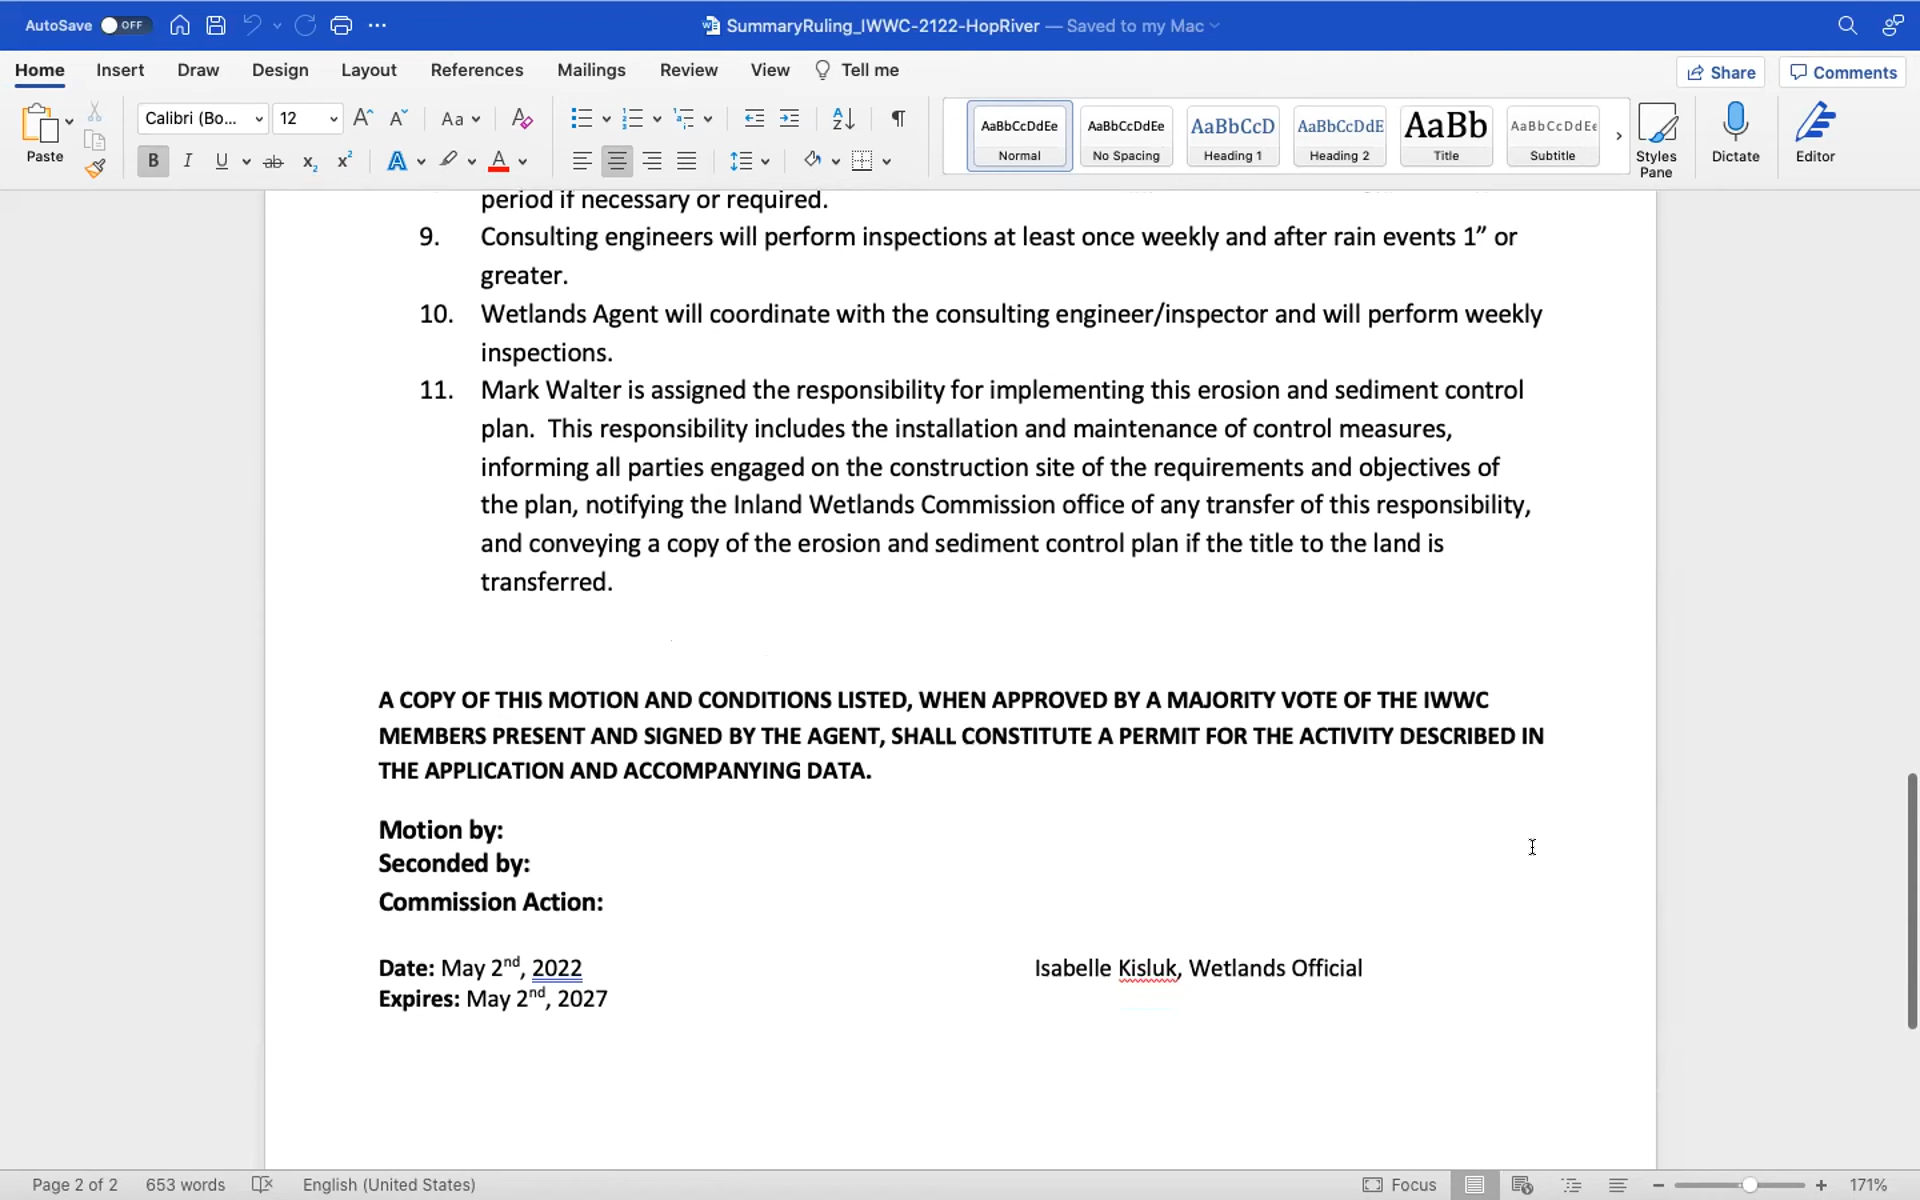 AutoSave OFF
SummaryRuling_IWWC-2122-HopRiver — Saved to my Mac
Home Insert Draw Design Layout References Mailings Review View Tell me
Share Comments
Paste
Calibri (Bo... 12
Aa
AaBbCcDdEe Normal
AaBbCcDdEe No Spacing
AaBbCcD Heading 1
AaBbCcDdE Heading 2
AaBb Title
AaBbCcDdEe Subtitle
Styles Pane
Dictate
Editor
period if necessary or required.
9. Consulting engineers will perform inspections at least once weekly and after rain events 1” or
greater.
10. Wetlands Agent will coordinate with the consulting engineer/inspector and will perform weekly
inspections.
11. Mark Walter is assigned the responsibility for implementing this erosion and sediment control
plan.  This responsibility includes the installation and maintenance of control measures,
informing all parties engaged on the construction site of the requirements and objectives of
the plan, notifying the Inland Wetlands Commission office of any transfer of this responsibility,
and conveying a copy of the erosion and sediment control plan if the title to the land is
transferred.
A COPY OF THIS MOTION AND CONDITIONS LISTED, WHEN APPROVED BY A MAJORITY VOTE OF THE IWWC
MEMBERS PRESENT AND SIGNED BY THE AGENT, SHALL CONSTITUTE A PERMIT FOR THE ACTIVITY DESCRIBED IN
THE APPLICATION AND ACCOMPANYING DATA.
Motion by:
Seconded by:
Commission Action:
Date: May 2nd, 2022
Isabelle Kisluk, Wetlands Official
Expires: May 2nd, 2027
Page 2 of 2 653 words English (United States) Focus 171%